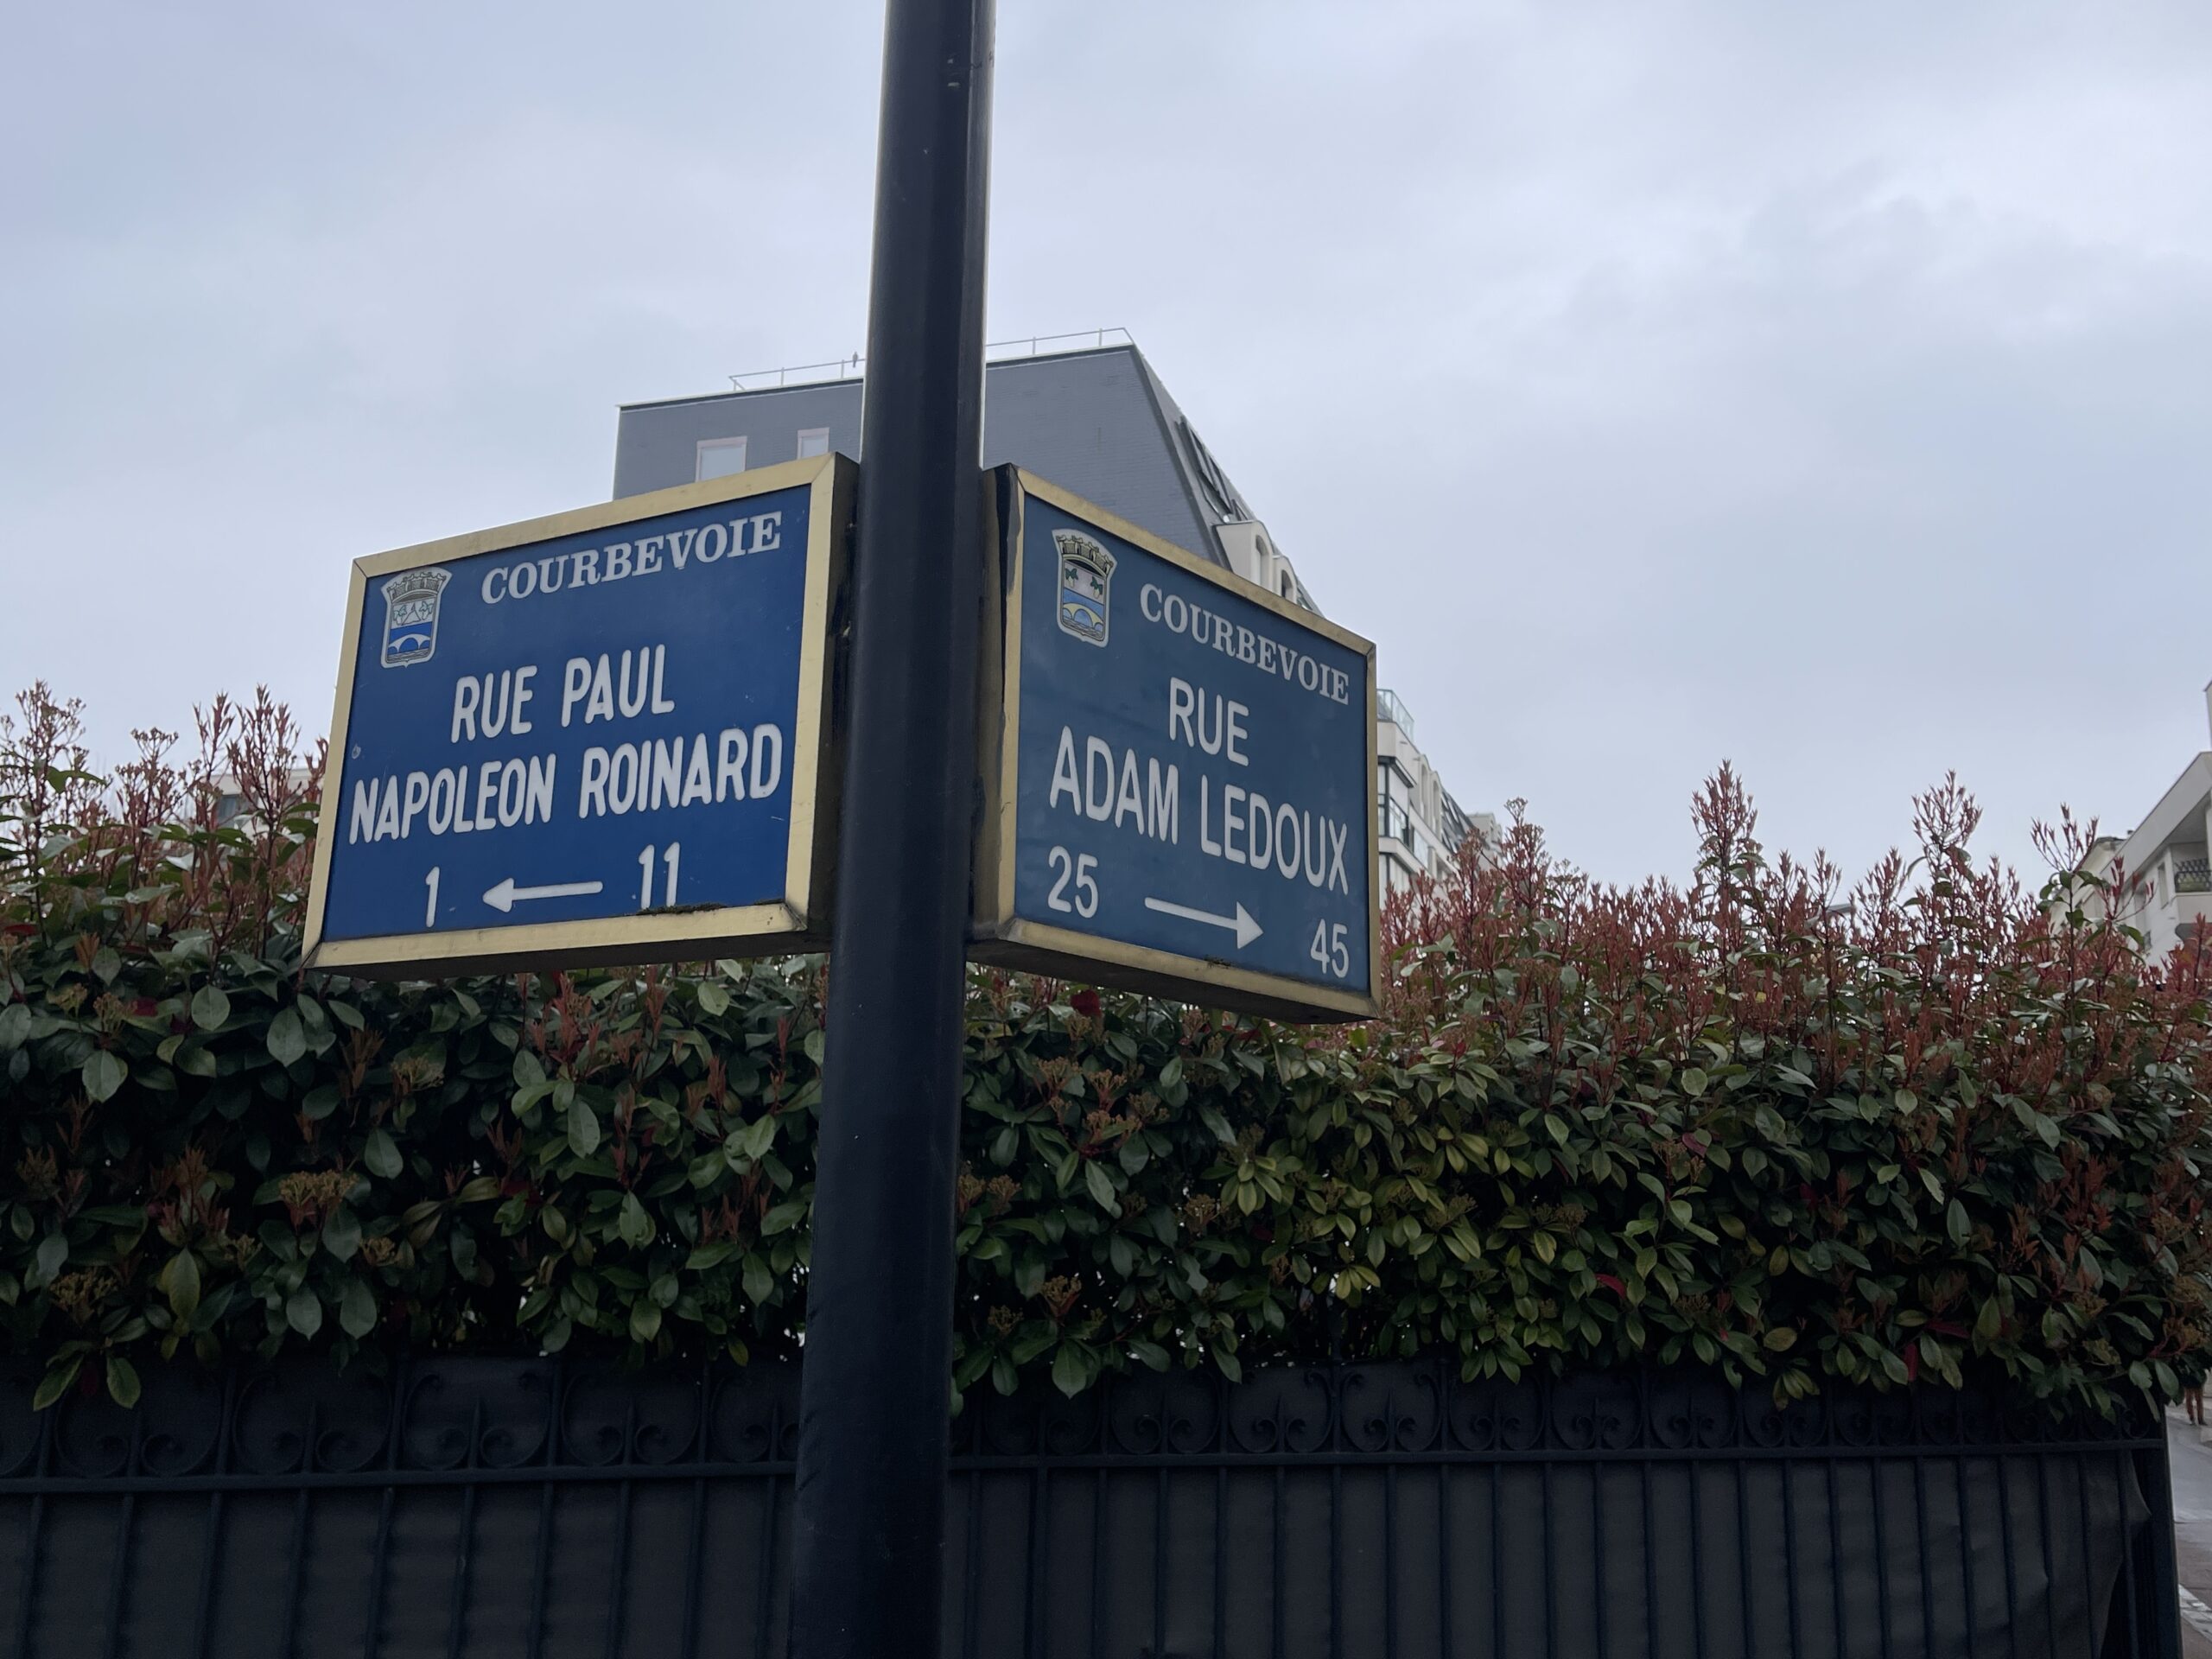 COURBEVOIE
RUE PAUL
NAPOLEON ROINARD
1 ← 11
COURBEVOIE
RUE
ADAM LEDOUX
25 → 45